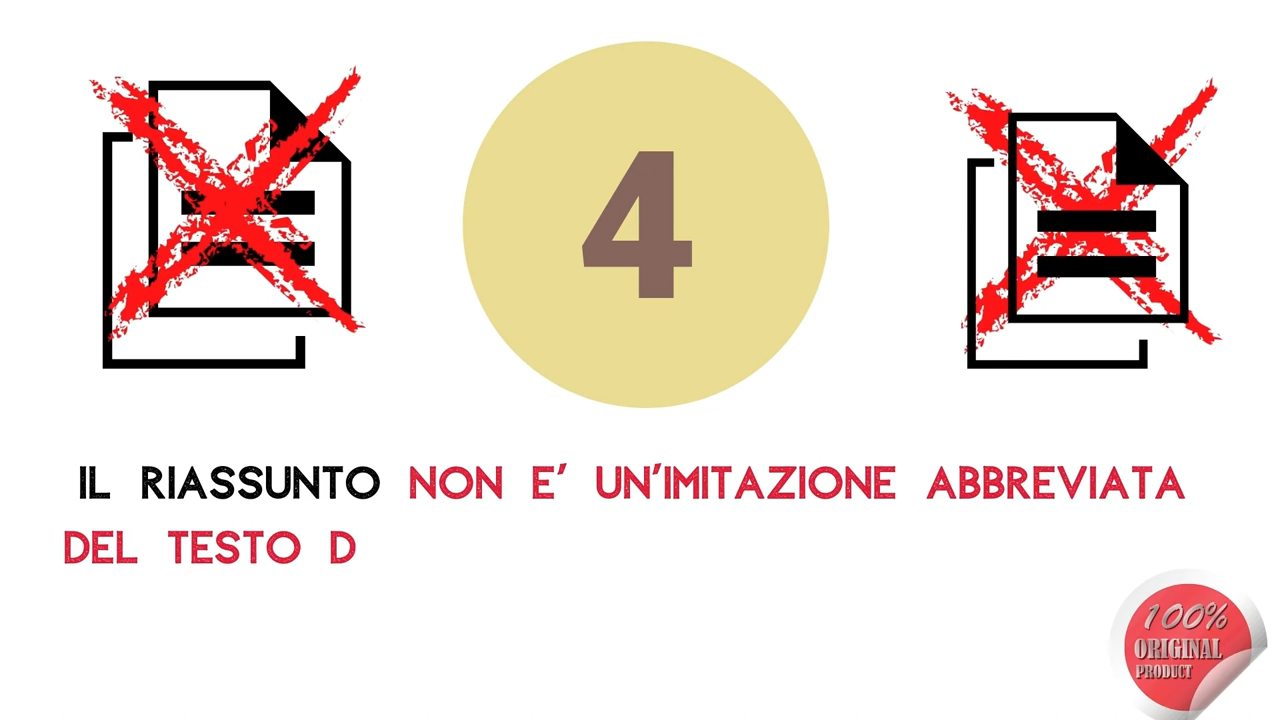 4
IL RIASSUNTO NON E' UN'IMITAZIONE ABBREVIATA
DEL TESTO D
100%
ORIGINAL
PRODUCT